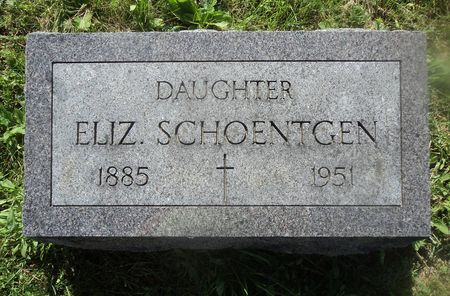 DAUGHTER
ELIZ. SCHOENTGEN
1885 1951